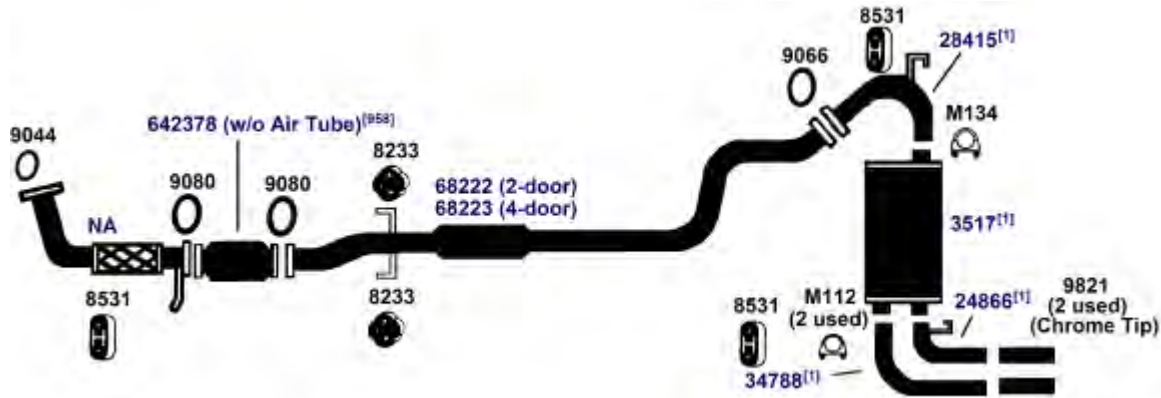 8531
28415[1]
9066
M134
9044
642378 (w/o Air Tube)[958]
8233
9080
9080
68222 (2-door)
68223 (4-door)
NA
3517[1]
8531
8233
8531
M112
(2 used)
24866[1]
9821
(2 used)
(Chrome Tip)
34788[1]